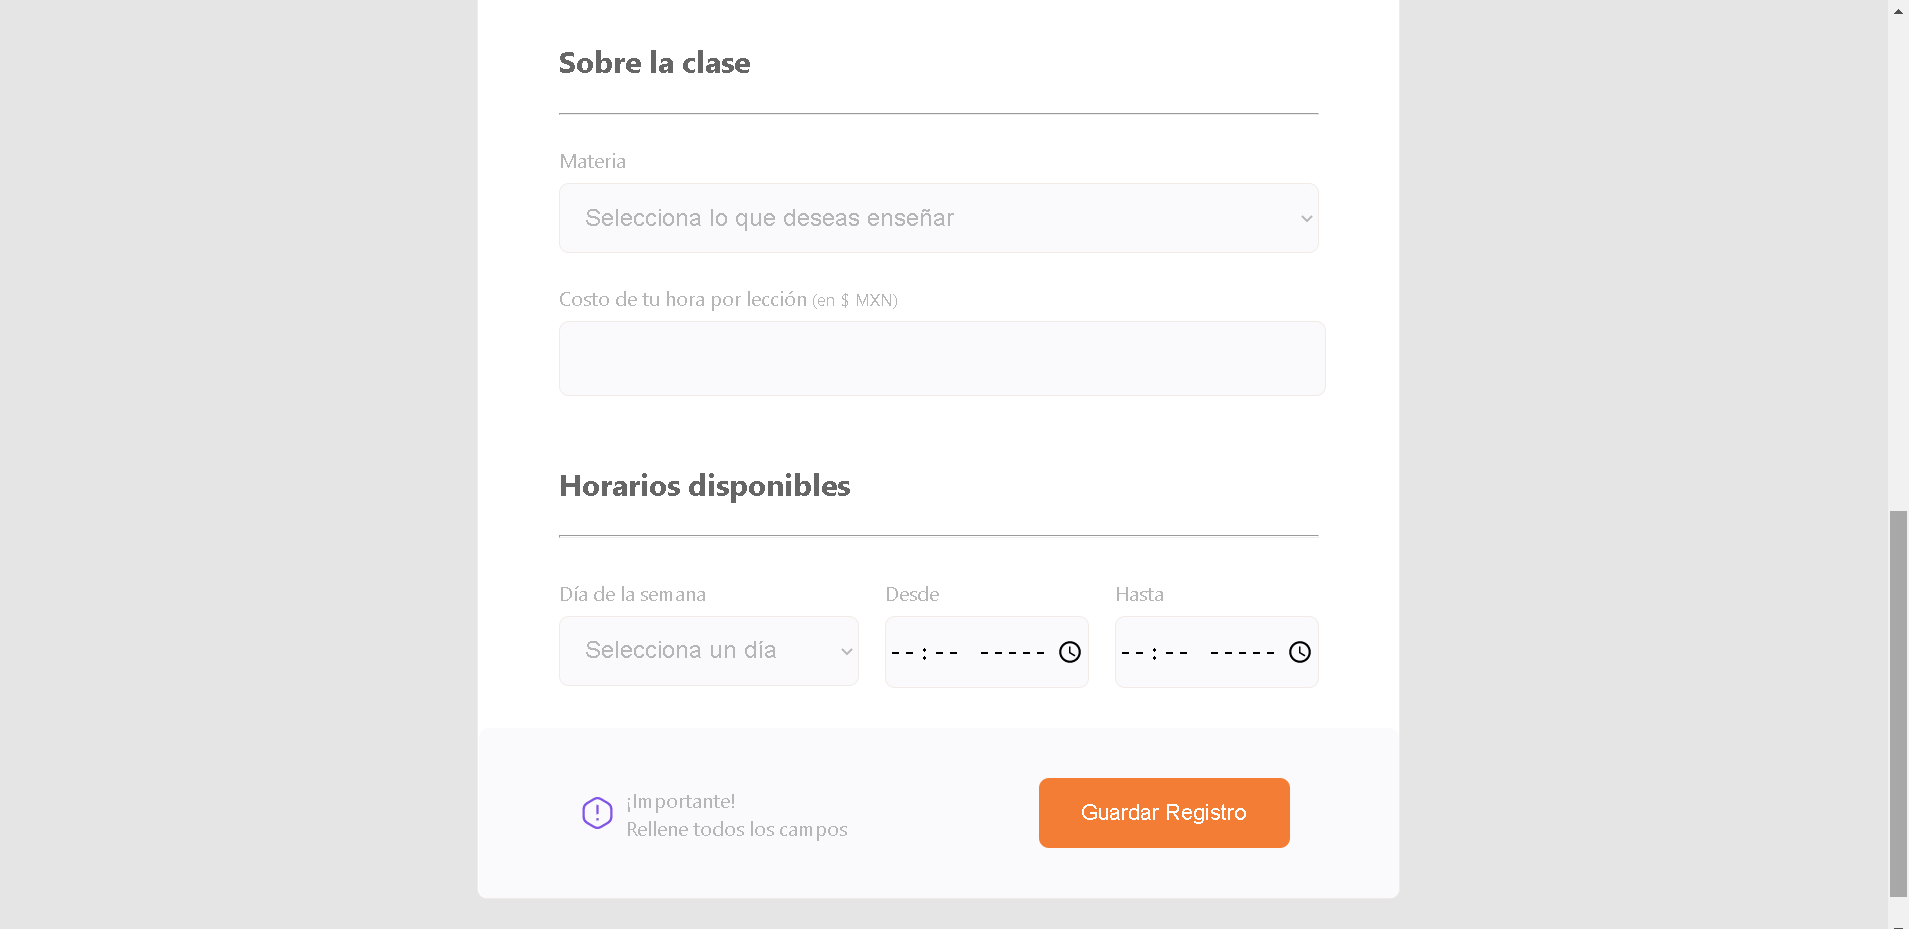 Sobre la clase
Materia
Selecciona lo que deseas enseñar
Costo de tu hora por lección (en $ MXN)
Horarios disponibles
Día de la semana
Desde
Hasta
Selecciona un día
--:-- -----
--:-- -----
¡Importante!
Rellene todos los campos
Guardar Registro